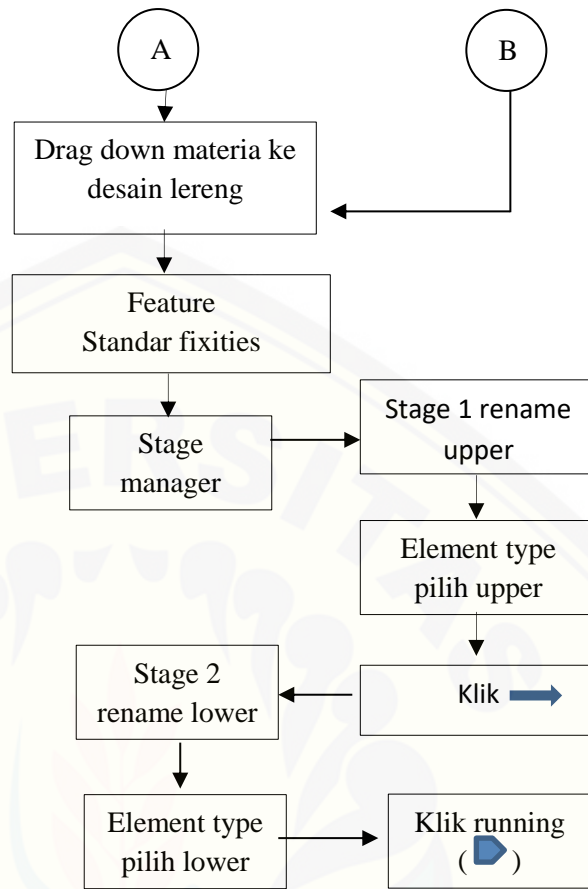 A
B
Drag down materia ke
desain lereng
Feature
Standar fixities
Stage
manager
Stage 1 rename
upper
Element type
pilih upper
Klik
Stage 2
rename lower
Element type
pilih lower
Klik running
( )
ERSITAS